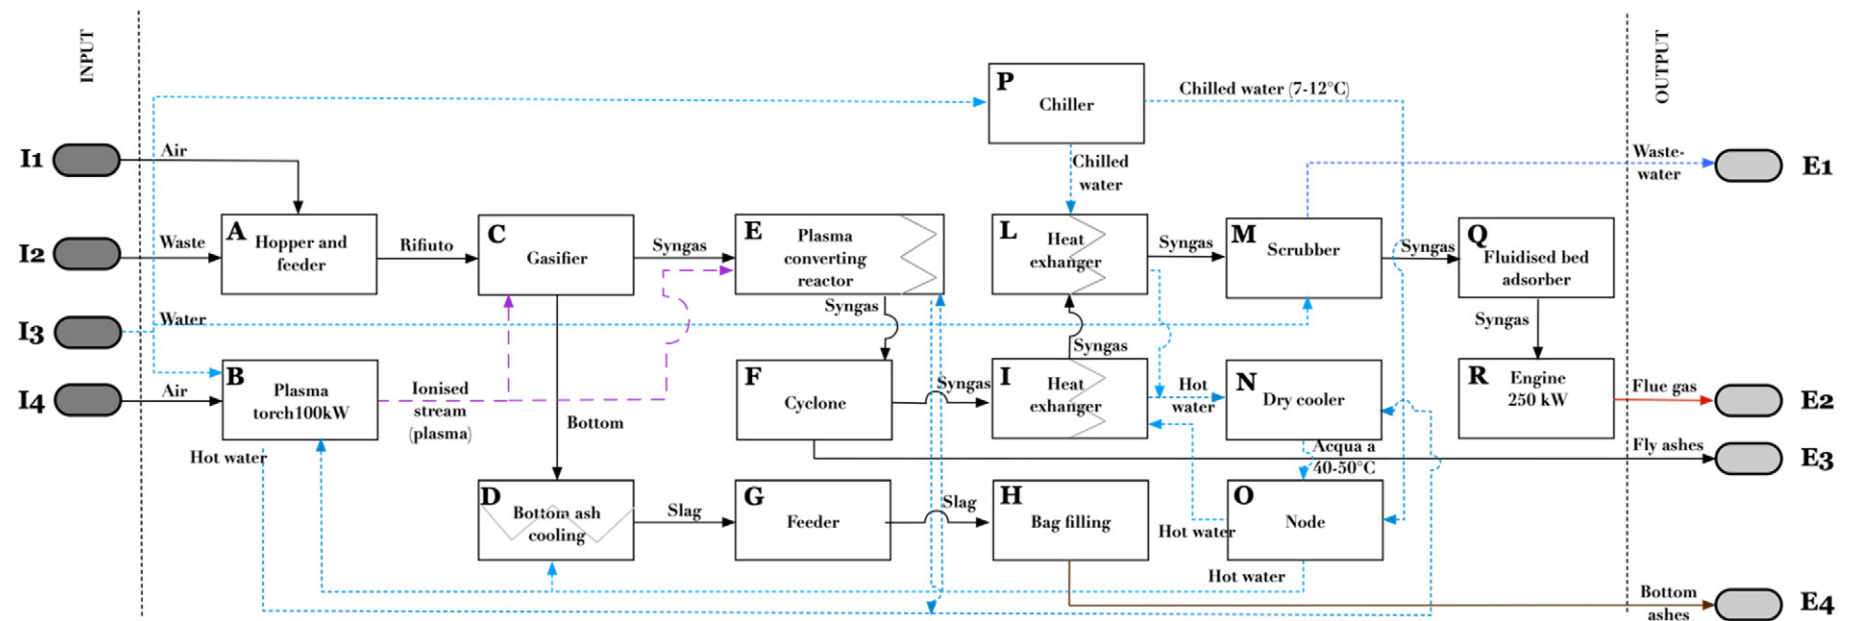 INPUT
OUTPUT
P
Chiller
Chilled water (7-12°C)
I1
Air
Chilled
water
Waste-
water
E1
A
Hopper and
feeder
I2
Waste
Rifiuto
C
Gasifier
Syngas
E
Plasma
converting
reactor
L
Heat
exhanger
Syngas
M
Scrubber
Syngas
Q
Fluidised bed
adsorber
I3
Water
Syngas
Syngas
Syngas
B
Plasma
torch100kW
I4
Air
Ionised
stream
(plasma)
F
Cyclone
Syngas
I
Heat
exhanger
Hot
water
N
Dry cooler
R
Engine
250 kW
Flue gas
E2
Hot water
Bottom
Acqua a
40-50°C
Fly ashes
E3
D
Bottom ash
cooling
Slag
G
Feeder
Slag
H
Bag filling
Hot water
O
Node
Hot water
Bottom
ashes
E4